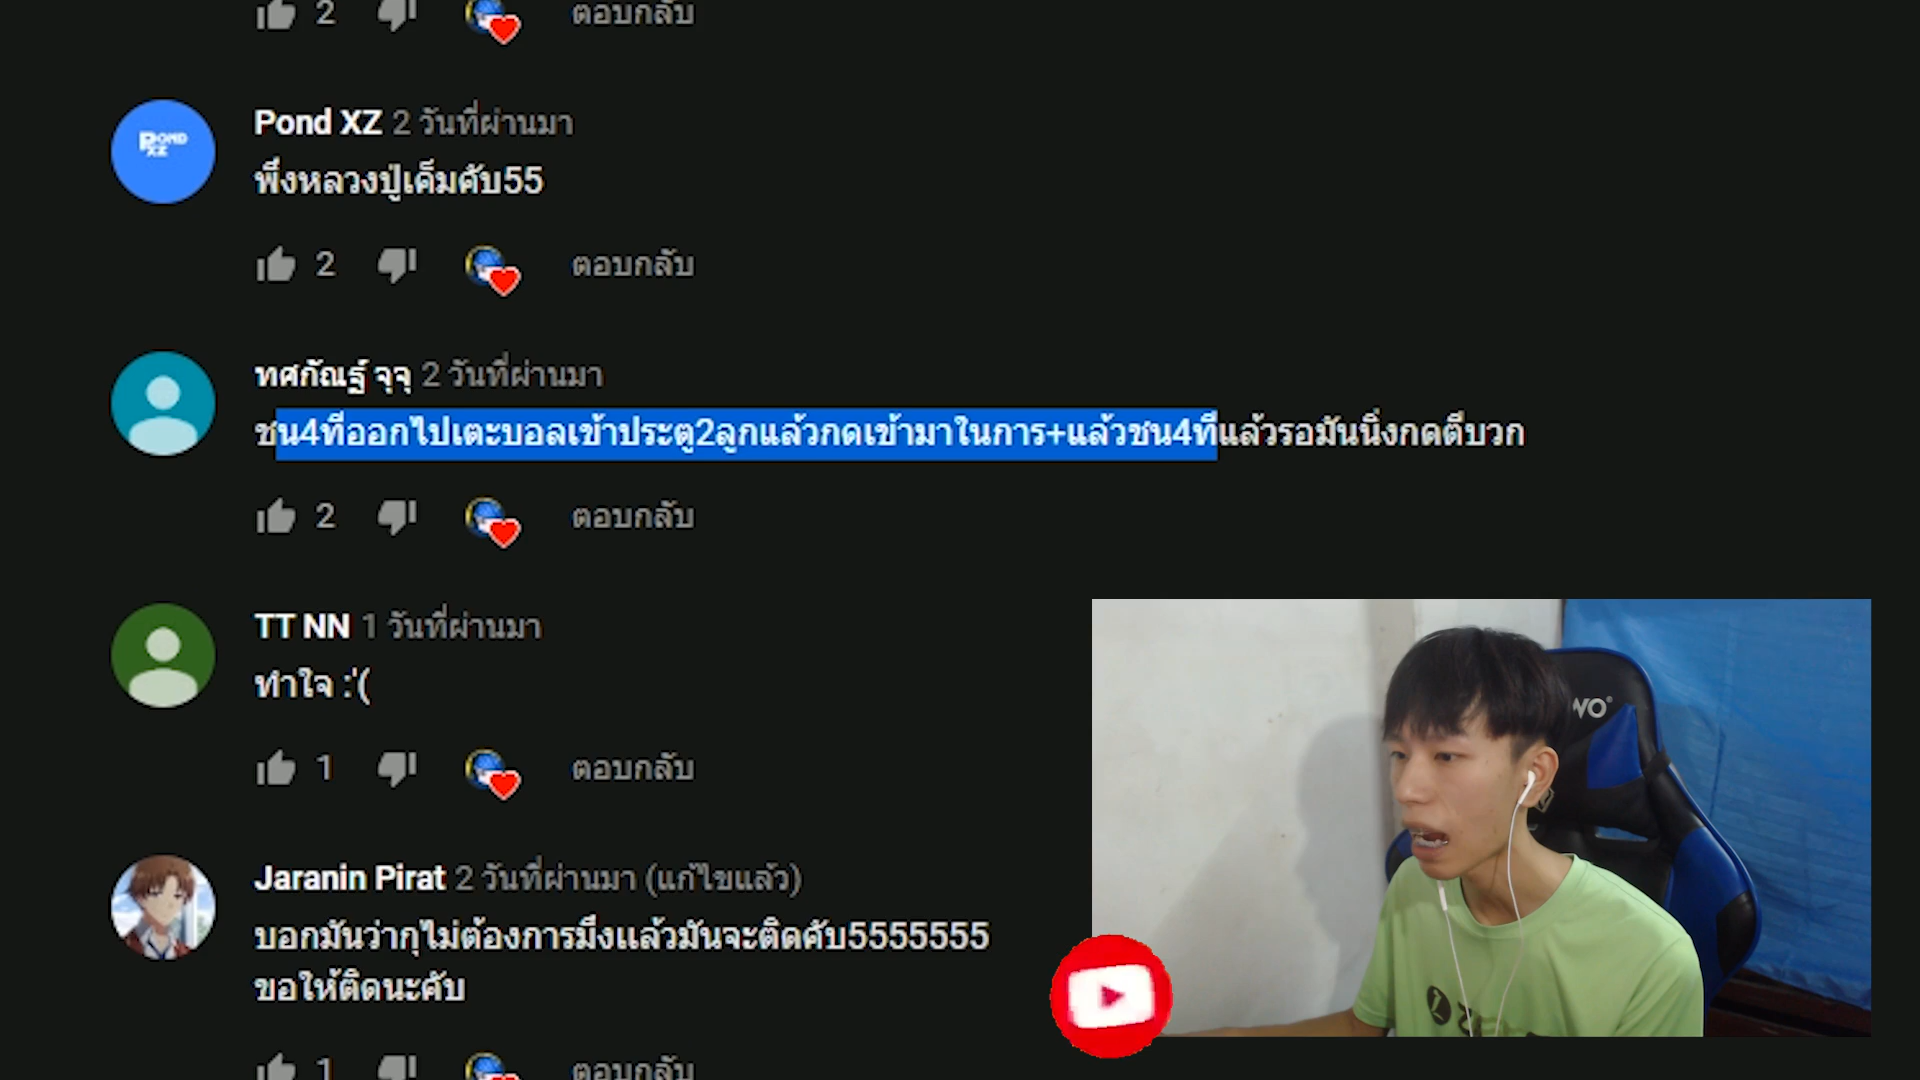 2 ตอบกลับ
Pond XZ 2 วันที่ผ่านมา
พึ่งหลวงปู่เค็มคับ55
2 ตอบกลับ
ทศกัณฐ์ จุจุ 2 วันที่ผ่านมา
ชน4ทีออกไปเตะบอลเข้าประตู2ลูกแล้วกดเข้ามาในการ+แล้วชน4ทีแล้วรอมันนิ่งกดตีบวก
2 ตอบกลับ
TT NN 1 วันที่ผ่านมา
ทำใจ :'(
1 ตอบกลับ
Jaranin Pirat 2 วันที่ผ่านมา (แก้ไขแล้ว)
บอกมันว่ากุไม่ต้องการมึงแล้วมันจะติดคับ5555555
ขอให้ติดนะคับ
1 ตอบกลับ
POND XZ